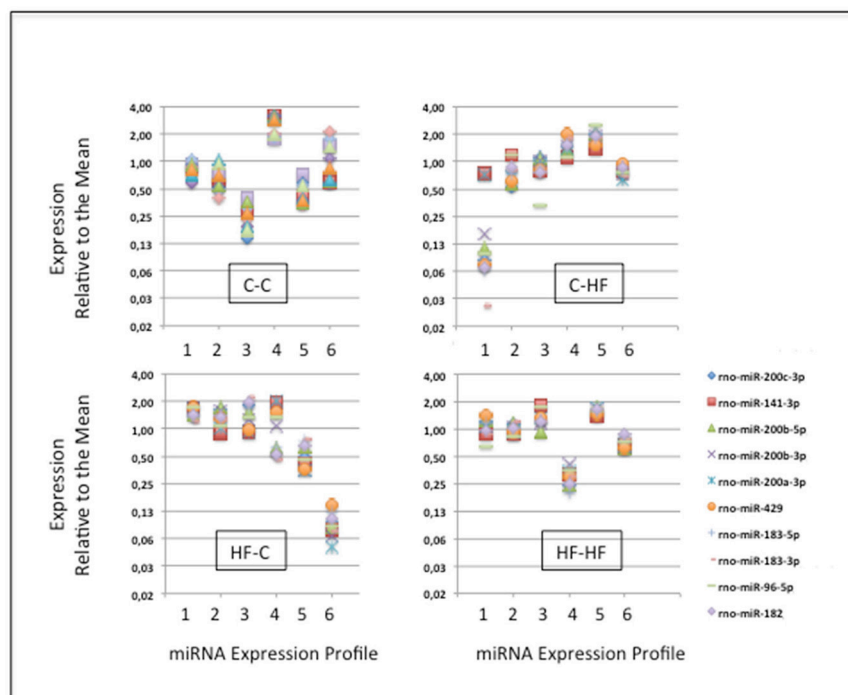 Expression
Relative to the Mean
4,00
2,00
1,00
0,50
0,25
0,13
0,06
0,03
0,02
C-C
1 2 3 4 5 6
4,00
2,00
1,00
0,50
0,25
0,13
0,06
0,03
0,02
C-HF
1 2 3 4 5 6
Expression
Relative to the Mean
4,00
2,00
1,00
0,50
0,25
0,13
0,06
0,03
0,02
HF-C
1 2 3 4 5 6
miRNA Expression Profile
4,00
2,00
1,00
0,50
0,25
0,13
0,06
0,03
0,02
HF-HF
1 2 3 4 5 6
miRNA Expression Profile
rno-miR-200c-3p
rno-miR-141-3p
rno-miR-200b-5p
rno-miR-200b-3p
rno-miR-200a-3p
rno-miR-429
rno-miR-183-5p
rno-miR-183-3p
rno-miR-96-5p
rno-miR-182